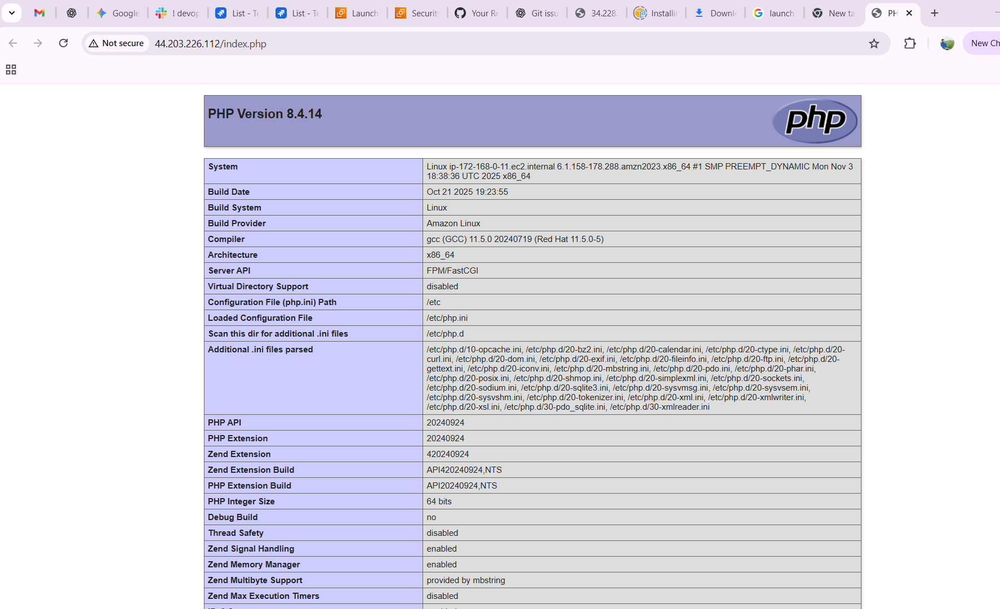 Google
! devop
List - Te
List - Te
Launch
Security
Your Re
Git issu
34.228.
Installin
Downlo
launch
New ta
PH
Not secure
44.203.226.112/index.php
New Ch
PHP Version 8.4.14
php
System
Linux ip-172-168-0-11.ec2.internal 6.1.158-178.288.amzn2023.x86_64 #1 SMP PREEMPT_DYNAMIC Mon Nov 3
18:38:36 UTC 2025 x86_64
Build Date
Oct 21 2025 19:23:55
Build System
Linux
Build Provider
Amazon Linux
Compiler
gcc (GCC) 11.5.0 20240719 (Red Hat 11.5.0-5)
Architecture
x86_64
Server API
FPM/FastCGI
Virtual Directory Support
disabled
Configuration File (php.ini) Path
/etc
Loaded Configuration File
/etc/php.ini
Scan this dir for additional .ini files
/etc/php.d
Additional .ini files parsed
/etc/php.d/10-opcache.ini, /etc/php.d/20-bz2.ini, /etc/php.d/20-calendar.ini, /etc/php.d/20-ctype.ini, /etc/php.d/20-
curl.ini, /etc/php.d/20-dom.ini, /etc/php.d/20-exif.ini, /etc/php.d/20-fileinfo.ini, /etc/php.d/20-ftp.ini, /etc/php.d/20-
gettext.ini, /etc/php.d/20-iconv.ini, /etc/php.d/20-mbstring.ini, /etc/php.d/20-pdo.ini, /etc/php.d/20-phar.ini,
/etc/php.d/20-posix.ini, /etc/php.d/20-shmop.ini, /etc/php.d/20-simplexml.ini, /etc/php.d/20-sockets.ini,
/etc/php.d/20-sodium.ini, /etc/php.d/20-sqlite3.ini, /etc/php.d/20-sysvmsg.ini, /etc/php.d/20-sysvsem.ini,
/etc/php.d/20-sysvshm.ini, /etc/php.d/20-tokenizer.ini, /etc/php.d/20-xml.ini, /etc/php.d/20-xmlwriter.ini,
/etc/php.d/20-xsl.ini, /etc/php.d/30-pdo_sqlite.ini, /etc/php.d/30-xmlreader.ini
PHP API
20240924
PHP Extension
20240924
Zend Extension
420240924
Zend Extension Build
API420240924,NTS
PHP Extension Build
API20240924,NTS
PHP Integer Size
64 bits
Debug Build
no
Thread Safety
disabled
Zend Signal Handling
enabled
Zend Memory Manager
enabled
Zend Multibyte Support
provided by mbstring
Zend Max Execution Timers
disabled